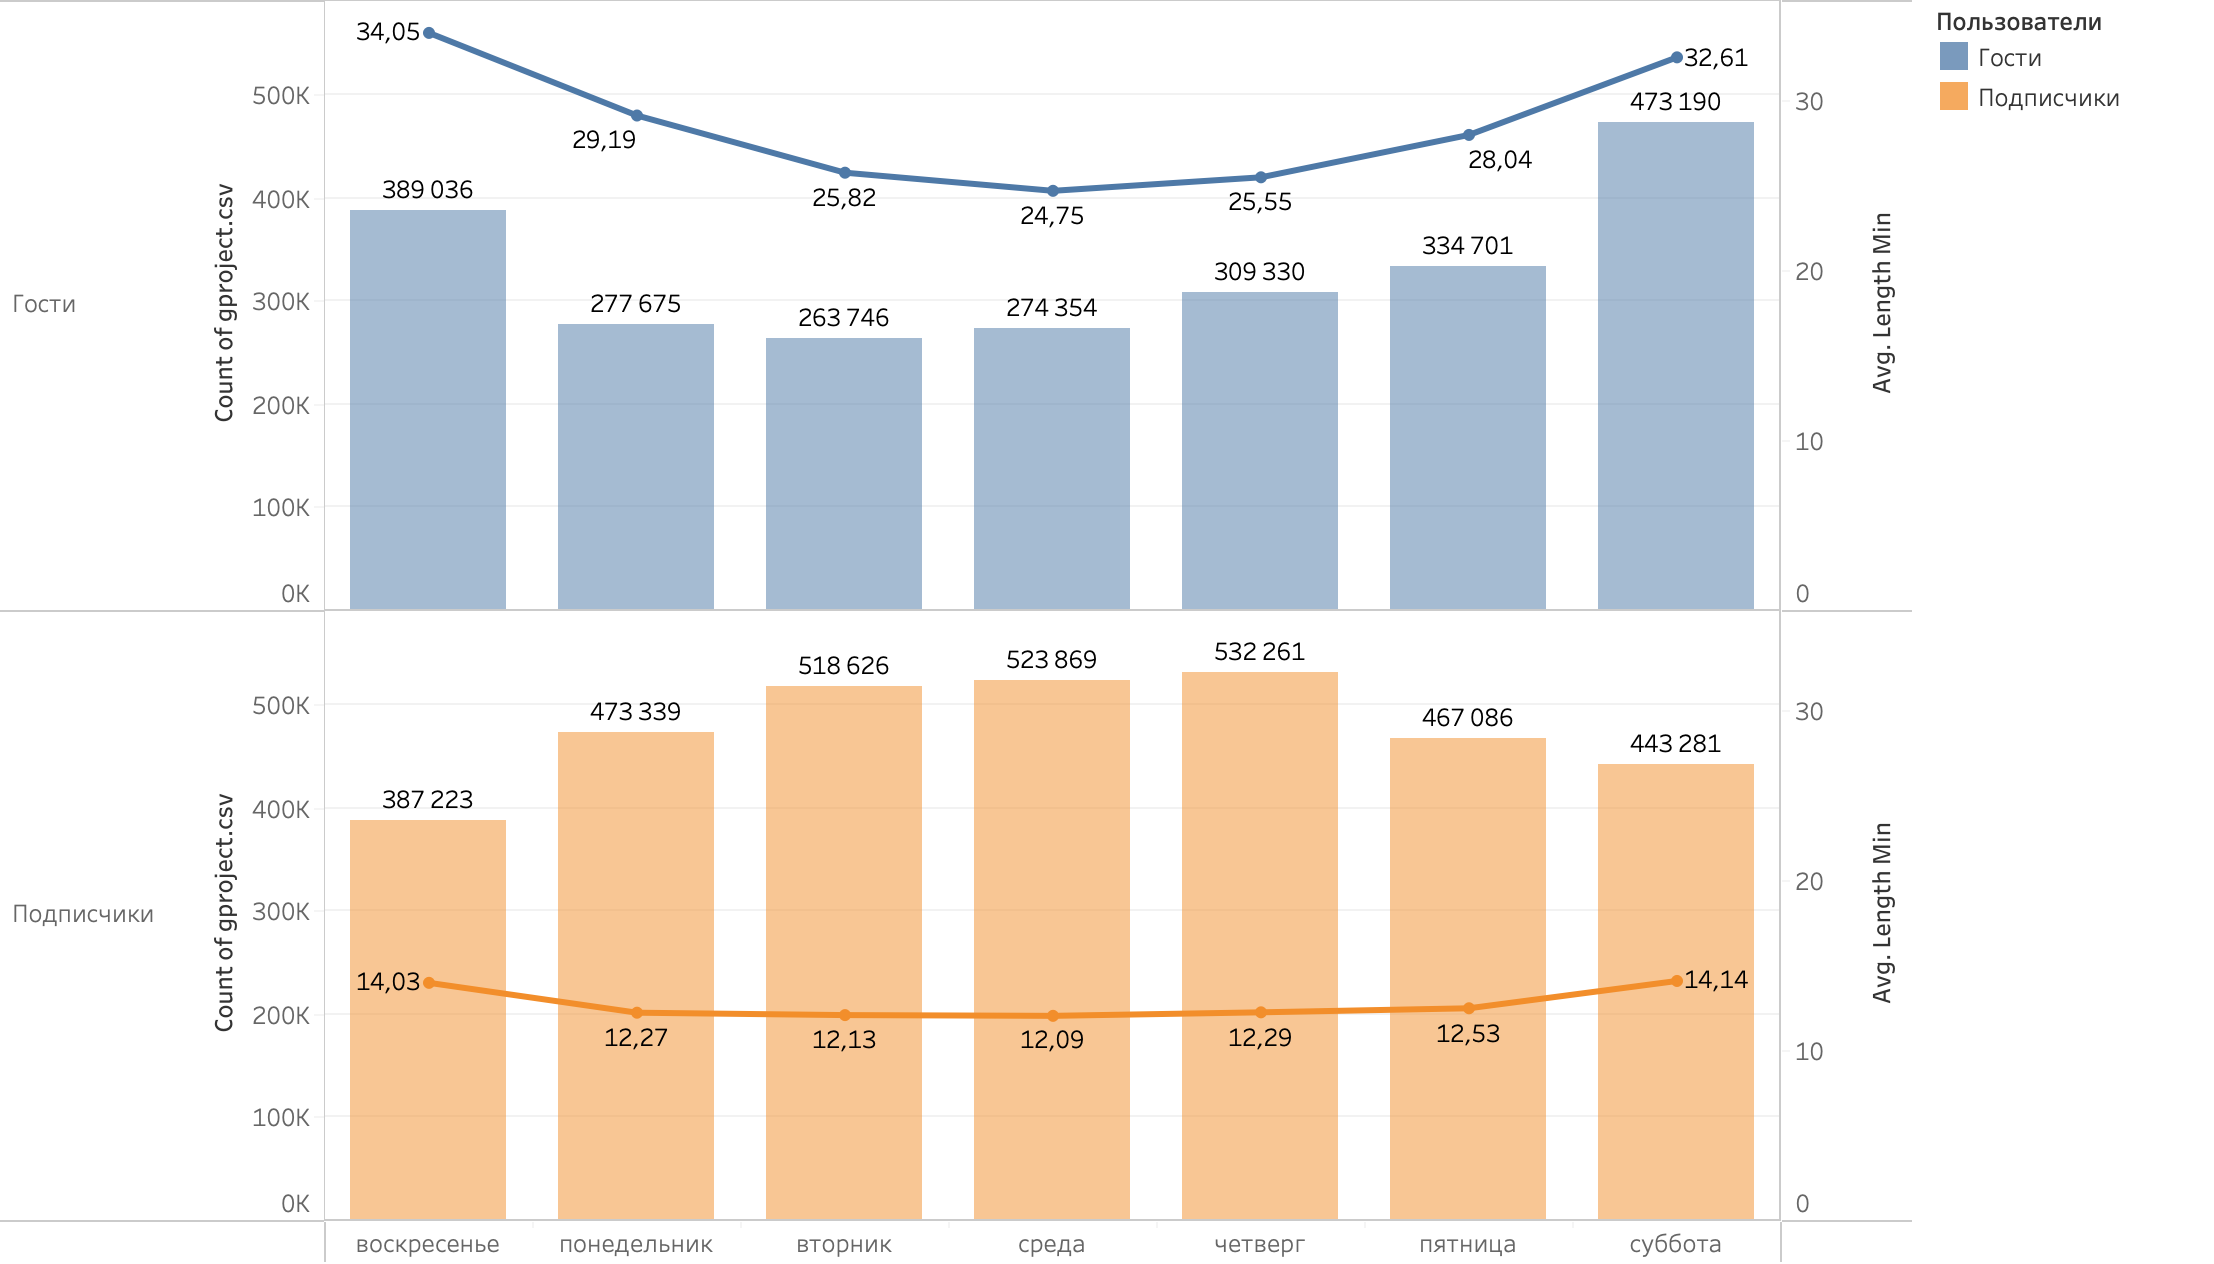 Пользователи
Гости
Подписчики
Гости
Count of gproject.csv
500K
400K
300K
200K
100K
0K
34,05
29,19
25,82
24,75
25,55
28,04
32,61
389 036
277 675
263 746
274 354
309 330
334 701
473 190
30
20
10
0
Avg. Length Min
Подписчики
Count of gproject.csv
500K
400K
300K
200K
100K
0K
387 223
473 339
518 626
523 869
532 261
467 086
443 281
14,03
12,27
12,13
12,09
12,29
12,53
14,14
30
20
10
0
Avg. Length Min
воскресенье
понедельник
вторник
среда
четверг
пятница
суббота